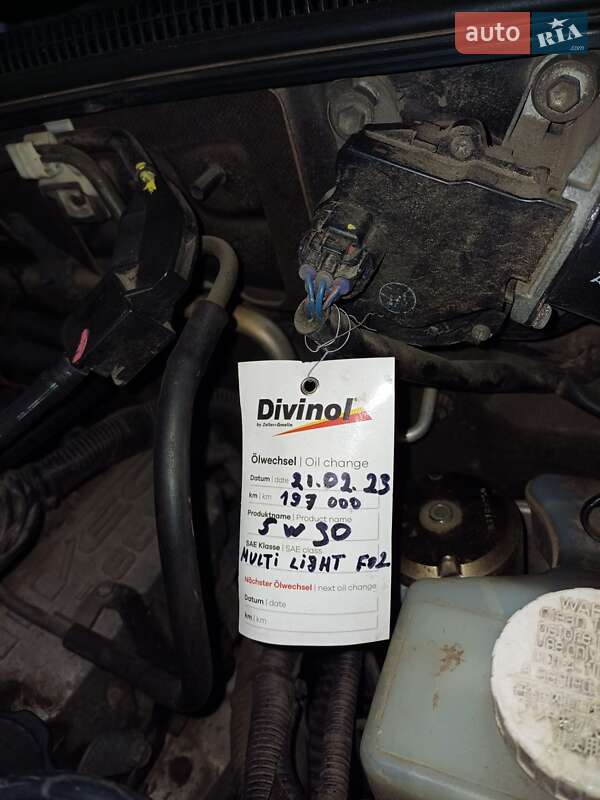 auto RIA .com
Divinol
by Zeller+Gmelin
Ölwechsel | Oil change
Datum | date 21.02.23
km | km 197 000
Produktname | Product name
5W30
SAE Klasse | SAE class
MULTI LIGHT FO2
Nächster Ölwechsel | next oil change
Datum | date
km | km